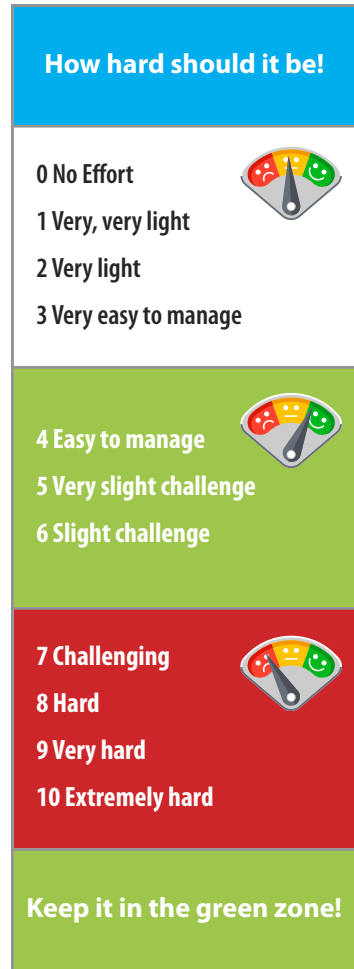 How hard should it be!
0 No Effort
1 Very, very light
2 Very light
3 Very easy to manage
4 Easy to manage
5 Very slight challenge
6 Slight challenge
7 Challenging
8 Hard
9 Very hard
10 Extremely hard
Keep it in the green zone!